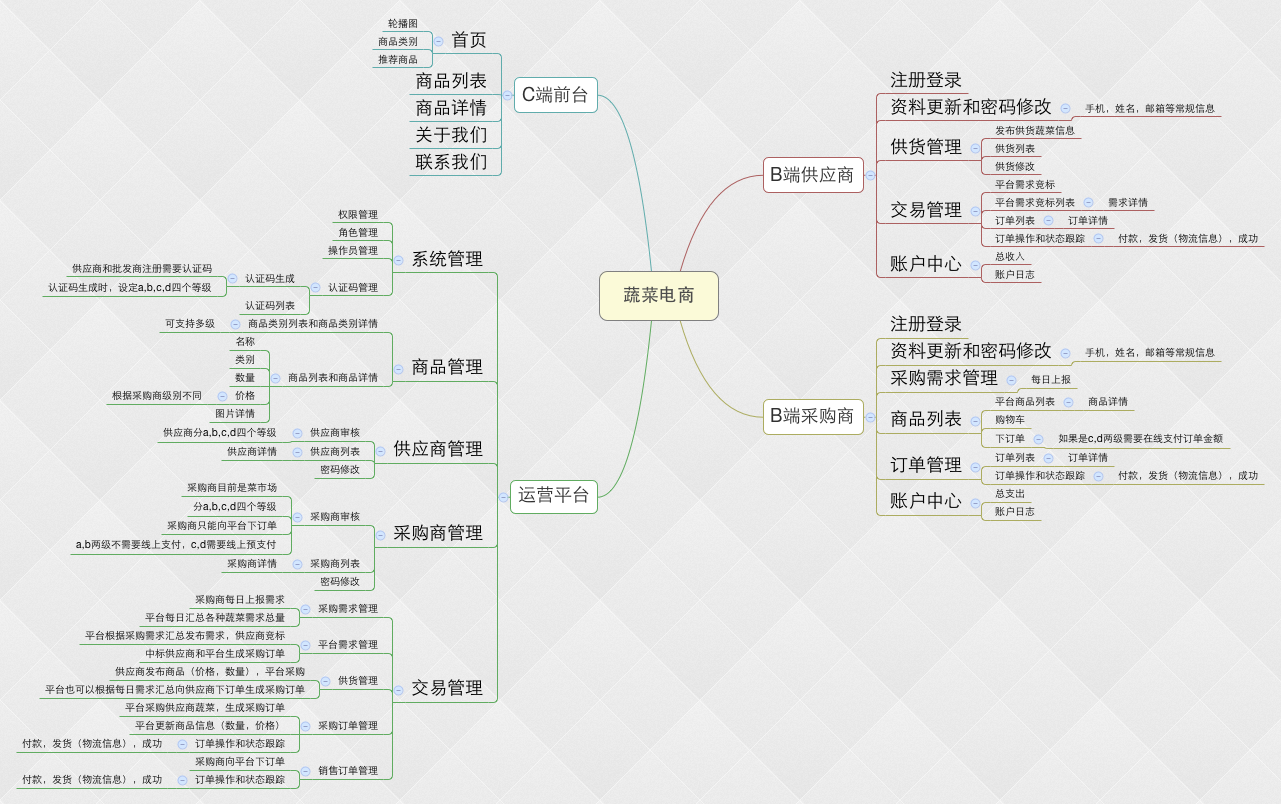 蔬菜电商
C端前台
首页
轮播图
商品类别
推荐商品
商品列表
商品详情
关于我们
联系我们
运营平台
系统管理
权限管理
角色管理
操作员管理
认证码管理
认证码生成
供应商和批发商注册需要认证码
认证码生成时，设定a,b,c,d四个等级
认证码列表
商品管理
商品类别列表和商品类别详情
可支持多级
商品列表和商品详情
名称
类别
数量
价格
根据采购商级别不同
图片详情
供应商管理
供应商审核
供应商分a,b,c,d四个等级
供应商列表
供应商详情
密码修改
采购商管理
采购商审核
采购商目前是菜市场
分a,b,c,d四个等级
采购商只能向平台下订单
a,b两级不需要线上支付，c,d需要线上预支付
采购商列表
采购商详情
密码修改
交易管理
采购需求管理
采购商每日上报需求
平台每日汇总各种蔬菜需求总量
平台需求管理
平台根据采购需求汇总发布需求，供应商竞标
中标供应商和平台生成采购订单
供货管理
供应商发布商品（价格，数量），平台采购
平台也可以根据每日需求汇总向供应商下订单生成采购订单
采购订单管理
平台采购供应商蔬菜，生成采购订单
平台更新商品信息（数量，价格）
订单操作和状态跟踪
付款，发货（物流信息），成功
销售订单管理
采购商向平台下订单
订单操作和状态跟踪
付款，发货（物流信息），成功
B端供应商
注册登录
资料更新和密码修改
手机，姓名，邮箱等常规信息
供货管理
发布供货蔬菜信息
供货列表
供货修改
交易管理
平台需求竞标
平台需求竞标列表
需求详情
订单列表
订单详情
订单操作和状态跟踪
付款，发货（物流信息），成功
账户中心
总收入
账户日志
B端采购商
注册登录
资料更新和密码修改
手机，姓名，邮箱等常规信息
采购需求管理
每日上报
商品列表
平台商品列表
商品详情
购物车
下订单
如果是c,d两级需要在线支付订单金额
订单管理
订单列表
订单详情
订单操作和状态跟踪
付款，发货（物流信息），成功
账户中心
总支出
账户日志